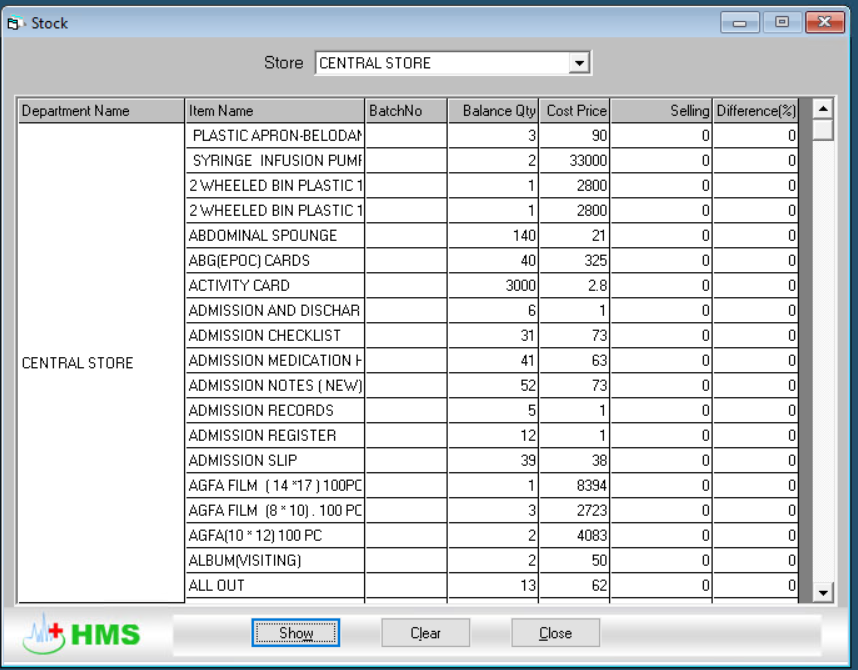 Stock
Store CENTRAL STORE
Department Name Item Name BatchNo Balance Qty Cost Price Selling Difference(%)
PLASTIC APRON-BELODAN 3 90 0 0
SYRINGE INFUSION PUMP 2 33000 0 0
2 WHEELED BIN PLASTIC 1 1 2800 0 0
2 WHEELED BIN PLASTIC 1 1 2800 0 0
ABDOMINAL SPOUNGE 140 21 0 0
ABG(EPOC) CARDS 40 325 0 0
ACTIVITY CARD 3000 2.8 0 0
ADMISSION AND DISCHAR 6 1 0 0
ADMISSION CHECKLIST 31 73 0 0
CENTRAL STORE ADMISSION MEDICATION H 41 63 0 0
ADMISSION NOTES ( NEW) 52 73 0 0
ADMISSION RECORDS 5 1 0 0
ADMISSION REGISTER 12 1 0 0
ADMISSION SLIP 39 38 0 0
AGFA FILM ( 14 *17 ) 100PC 1 8394 0 0
AGFA FILM (8 * 10) . 100 PC 3 2723 0 0
AGFA(10 * 12) 100 PC 2 4083 0 0
ALBUM(VISITING) 2 50 0 0
ALL OUT 13 62 0 0
HMS Show Clear Close